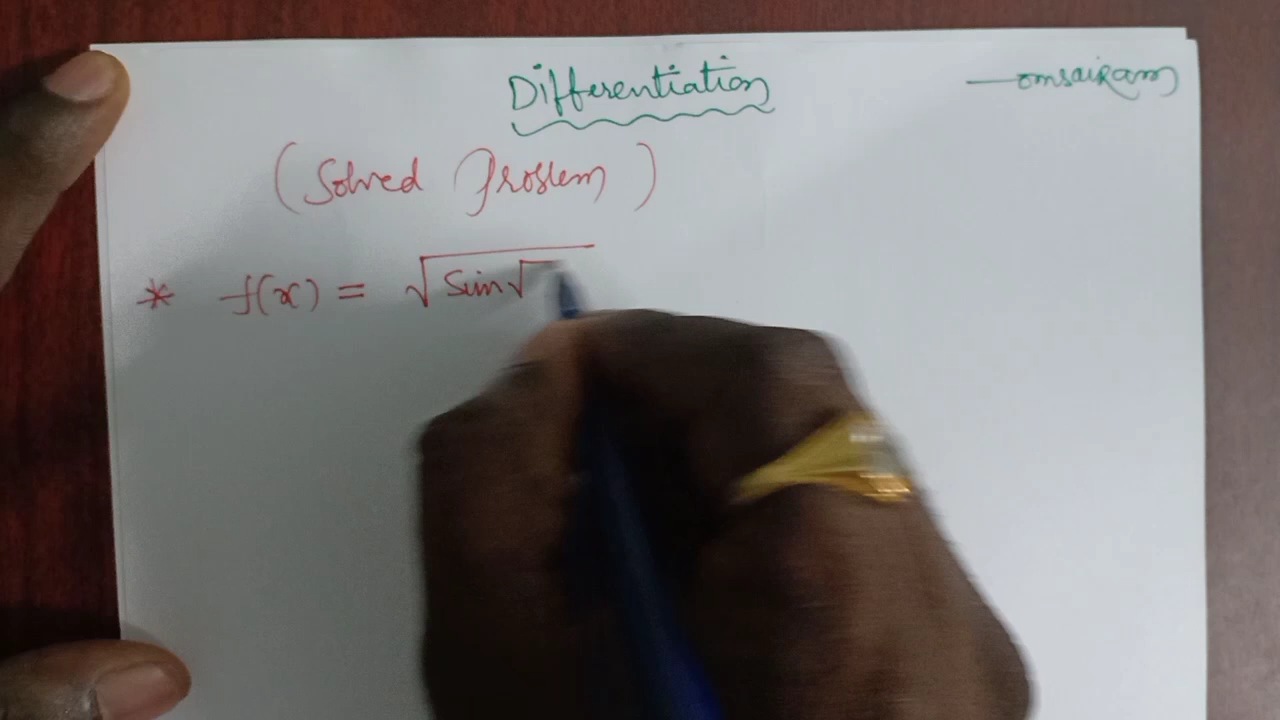 Differentiation
—omsaiRam
(Solved Problem)
* f(x) = √sin√